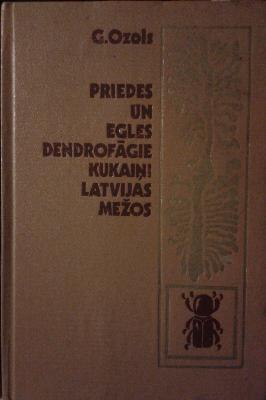 G.Ozols
PRIEDES
UN
EGLES
DENDROFĀGIE
KUKAIŅI
LATVIJAS
MEŽOS